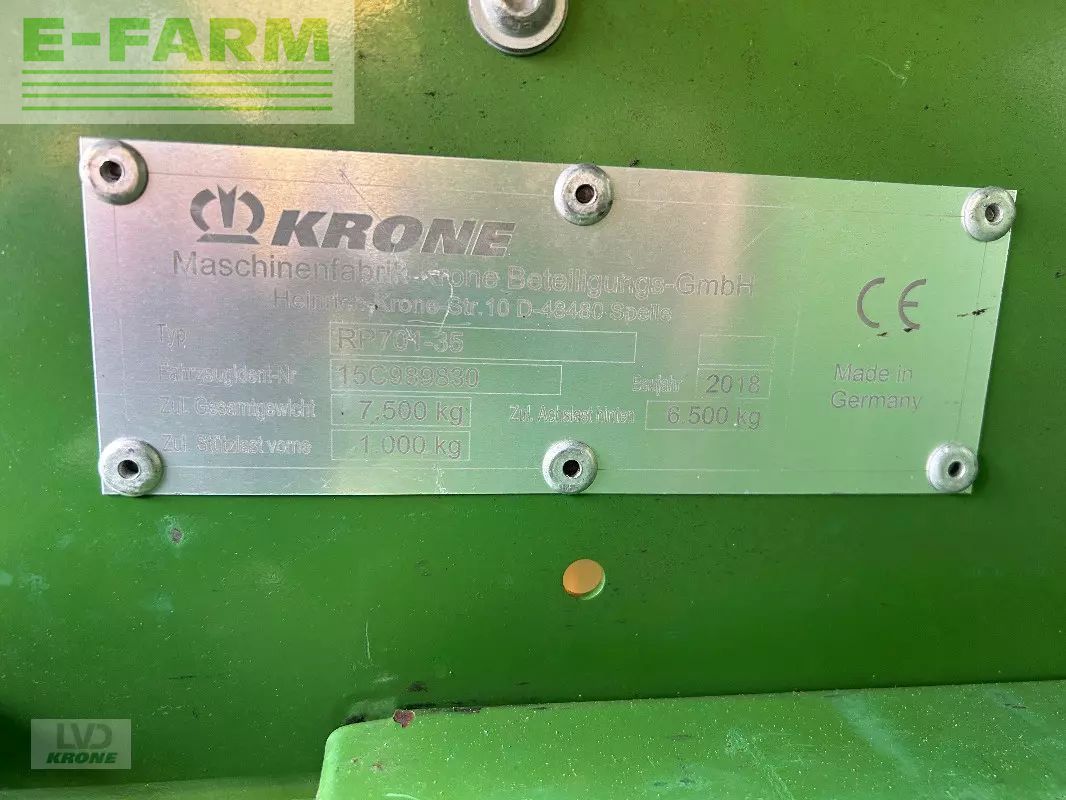 E-FARM
KRONE
Maschinenfabrik Krone Beteiligungs-GmbH
Heinrich-Krone-Str.10 D-48480 Spelle
Typ RP701-35
Fahrzeugident-Nr 15C989830 Baujahr 2018
Zul. Gesamtgewicht 7.500 kg Zul. Achslast hinten 6.500 kg
Zul. Stützlast vorne 1.000 kg
CE
Made in
Germany
LVD
KRONE